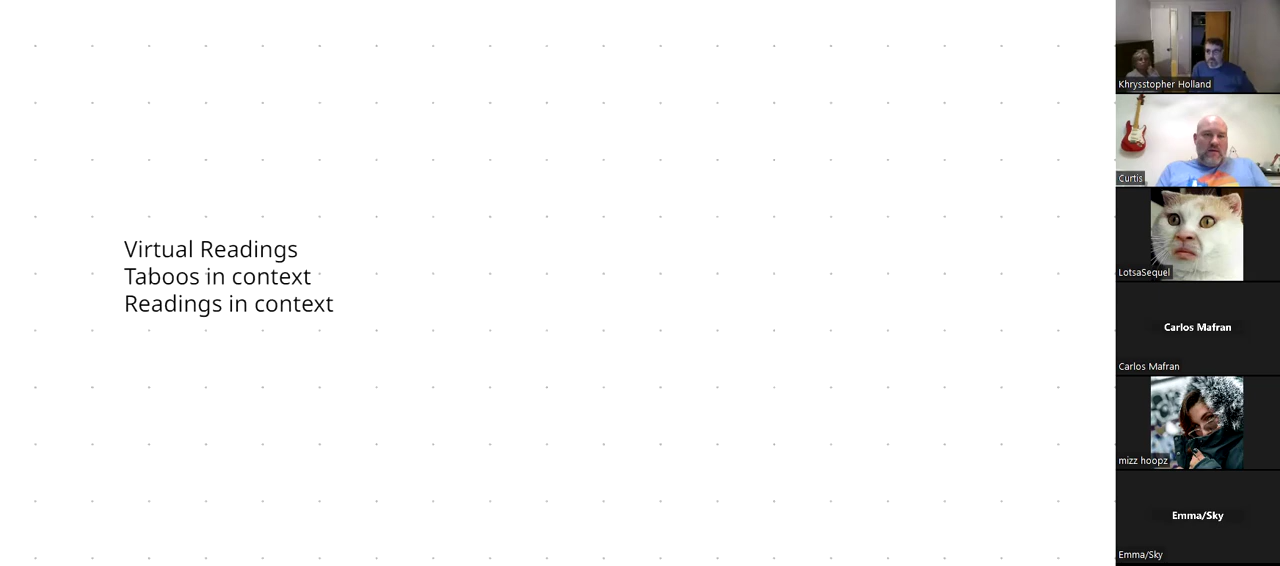 Virtual Readings
Taboos in context
Readings in context
Khrysstopher Holland
Curtis
LotsaSequel
Carlos Mafran
Carlos Mafran
mizz hoopz
Emma/Sky
Emma/Sky